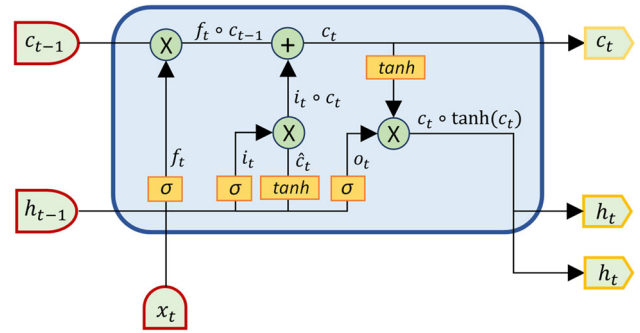 c_{t−1} f_t ∘ c_{t−1} + c_t c_t
X
tanh
i_t ∘ c_t
X X c_t ∘ tanh(c_t)
f_t i_t ĉ_t o_t
σ σ tanh σ
h_{t−1} h_t
h_t
x_t